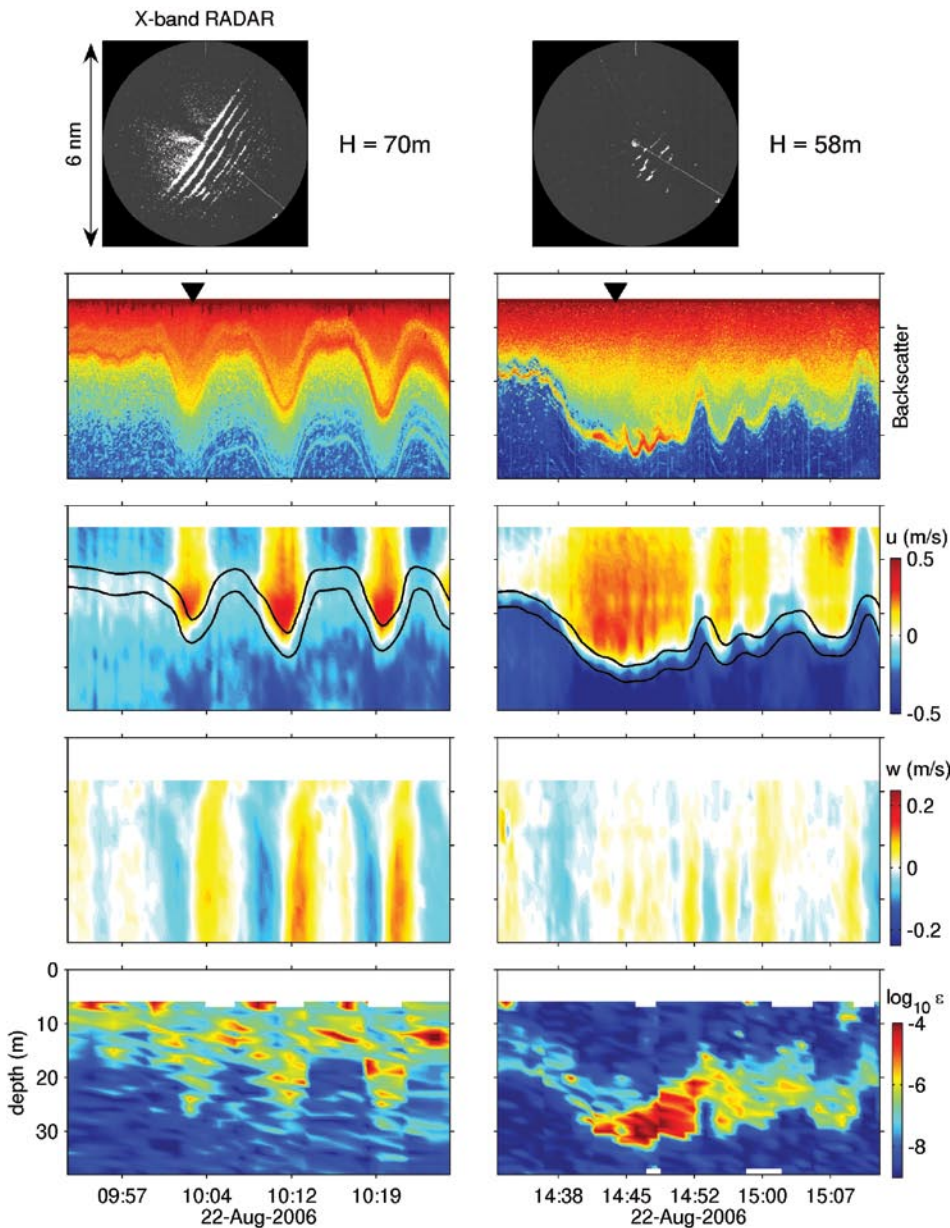 X-band RADAR
6 nm
H = 70m
H = 58m
Backscatter
u (m/s)
0.5
0
-0.5
w (m/s)
0.2
0
-0.2
log10 ε
-4
-6
-8
depth (m)
0
10
20
30
09:57 10:04 10:12 10:19
22-Aug-2006
14:38 14:45 14:52 15:00 15:07
22-Aug-2006